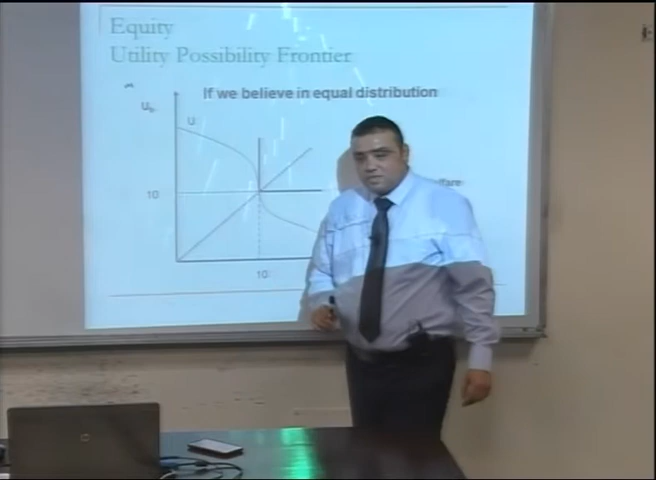 Equity
Utility Possibility Frontier
If we believe in equal distribution
U
10
10